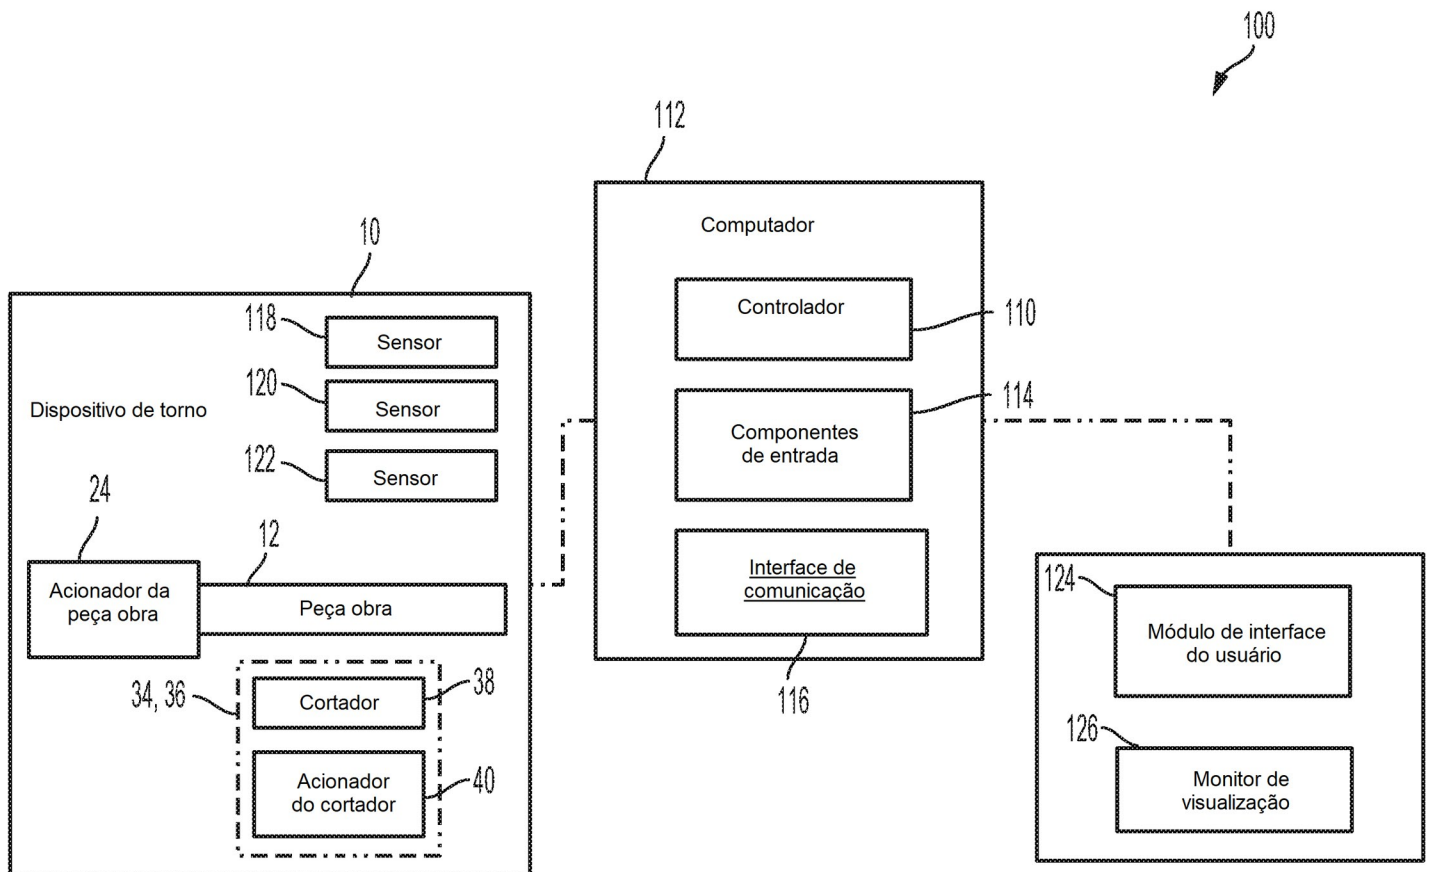 100
112
Computador
10
Controlador
110
118
Sensor
120
Sensor
Dispositivo de torno
114
Componentes
de entrada
122
Sensor
24
12
Acionador da
peça obra
Peça obra
Interface de
comunicação
116
124
Módulo de interface
do usuário
34, 36
Cortador
38
126
Monitor de
visualização
Acionador
do cortador
40